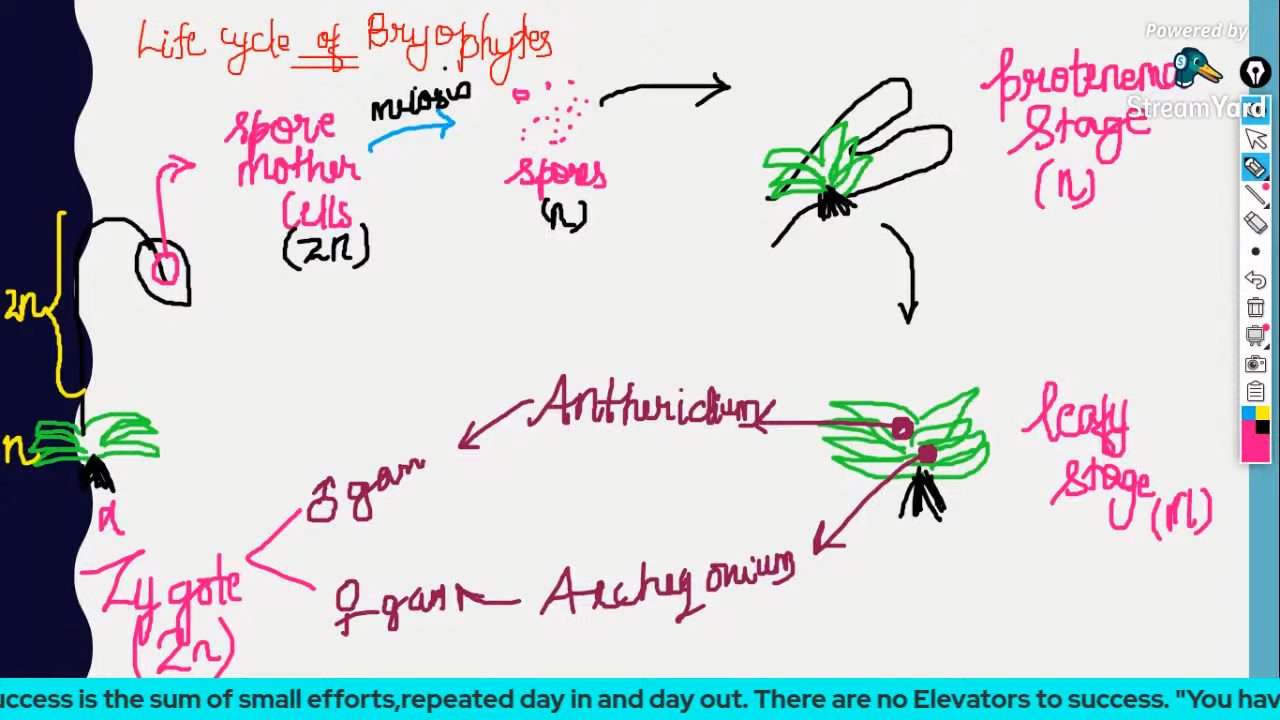 Life cycle of Bryophytes
Powered by
StreamYard
meiosis
spore
mother
cells
(2n)
spores
(n)
protenema
stage
(n)
2n
n
Antheridium
leafy
stage
(n)
♂ gam
♀ gam
Archegonium
Zygote
(2n)
uccess is the sum of small efforts,repeated day in and day out. There are no Elevators to success. "You hav